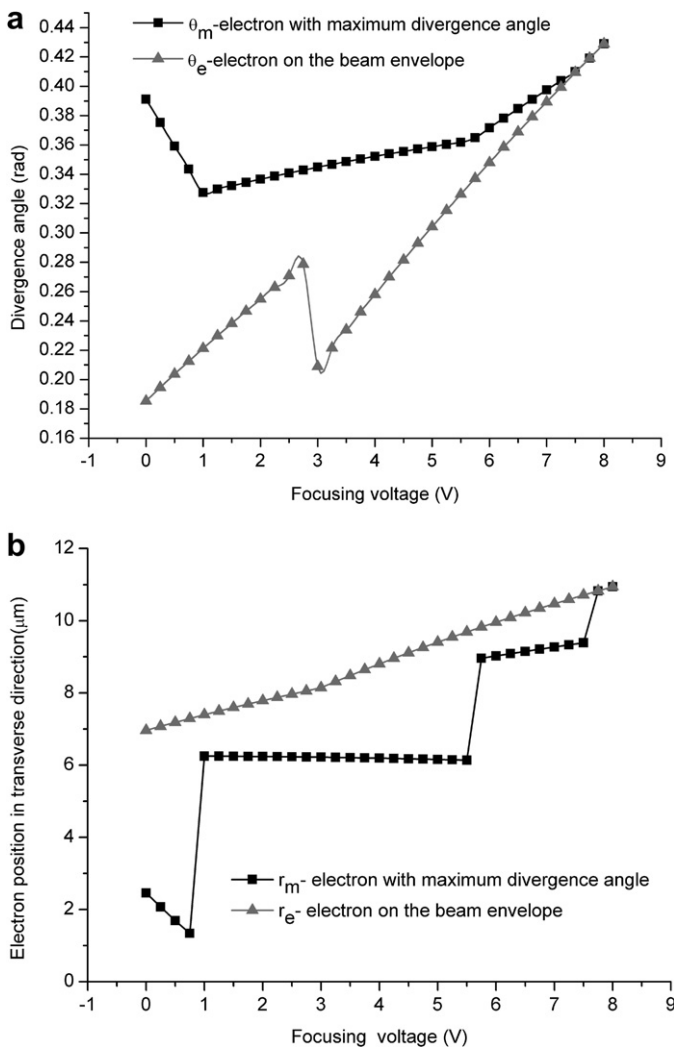 a
θm-electron with maximum divergence angle
θe-electron on the beam envelope
0.44
0.42
0.40
0.38
0.36
0.34
0.32
0.30
0.28
0.26
0.24
0.22
0.20
0.18
0.16
Divergence angle (rad)
-1 0 1 2 3 4 5 6 7 8 9
Focusing voltage (V)
b
12
10
8
6
4
2
0
Electron position in transverse direction(μm)
rm- electron with maximum divergence angle
re- electron on the beam envelope
-1 0 1 2 3 4 5 6 7 8 9
Focusing voltage (V)